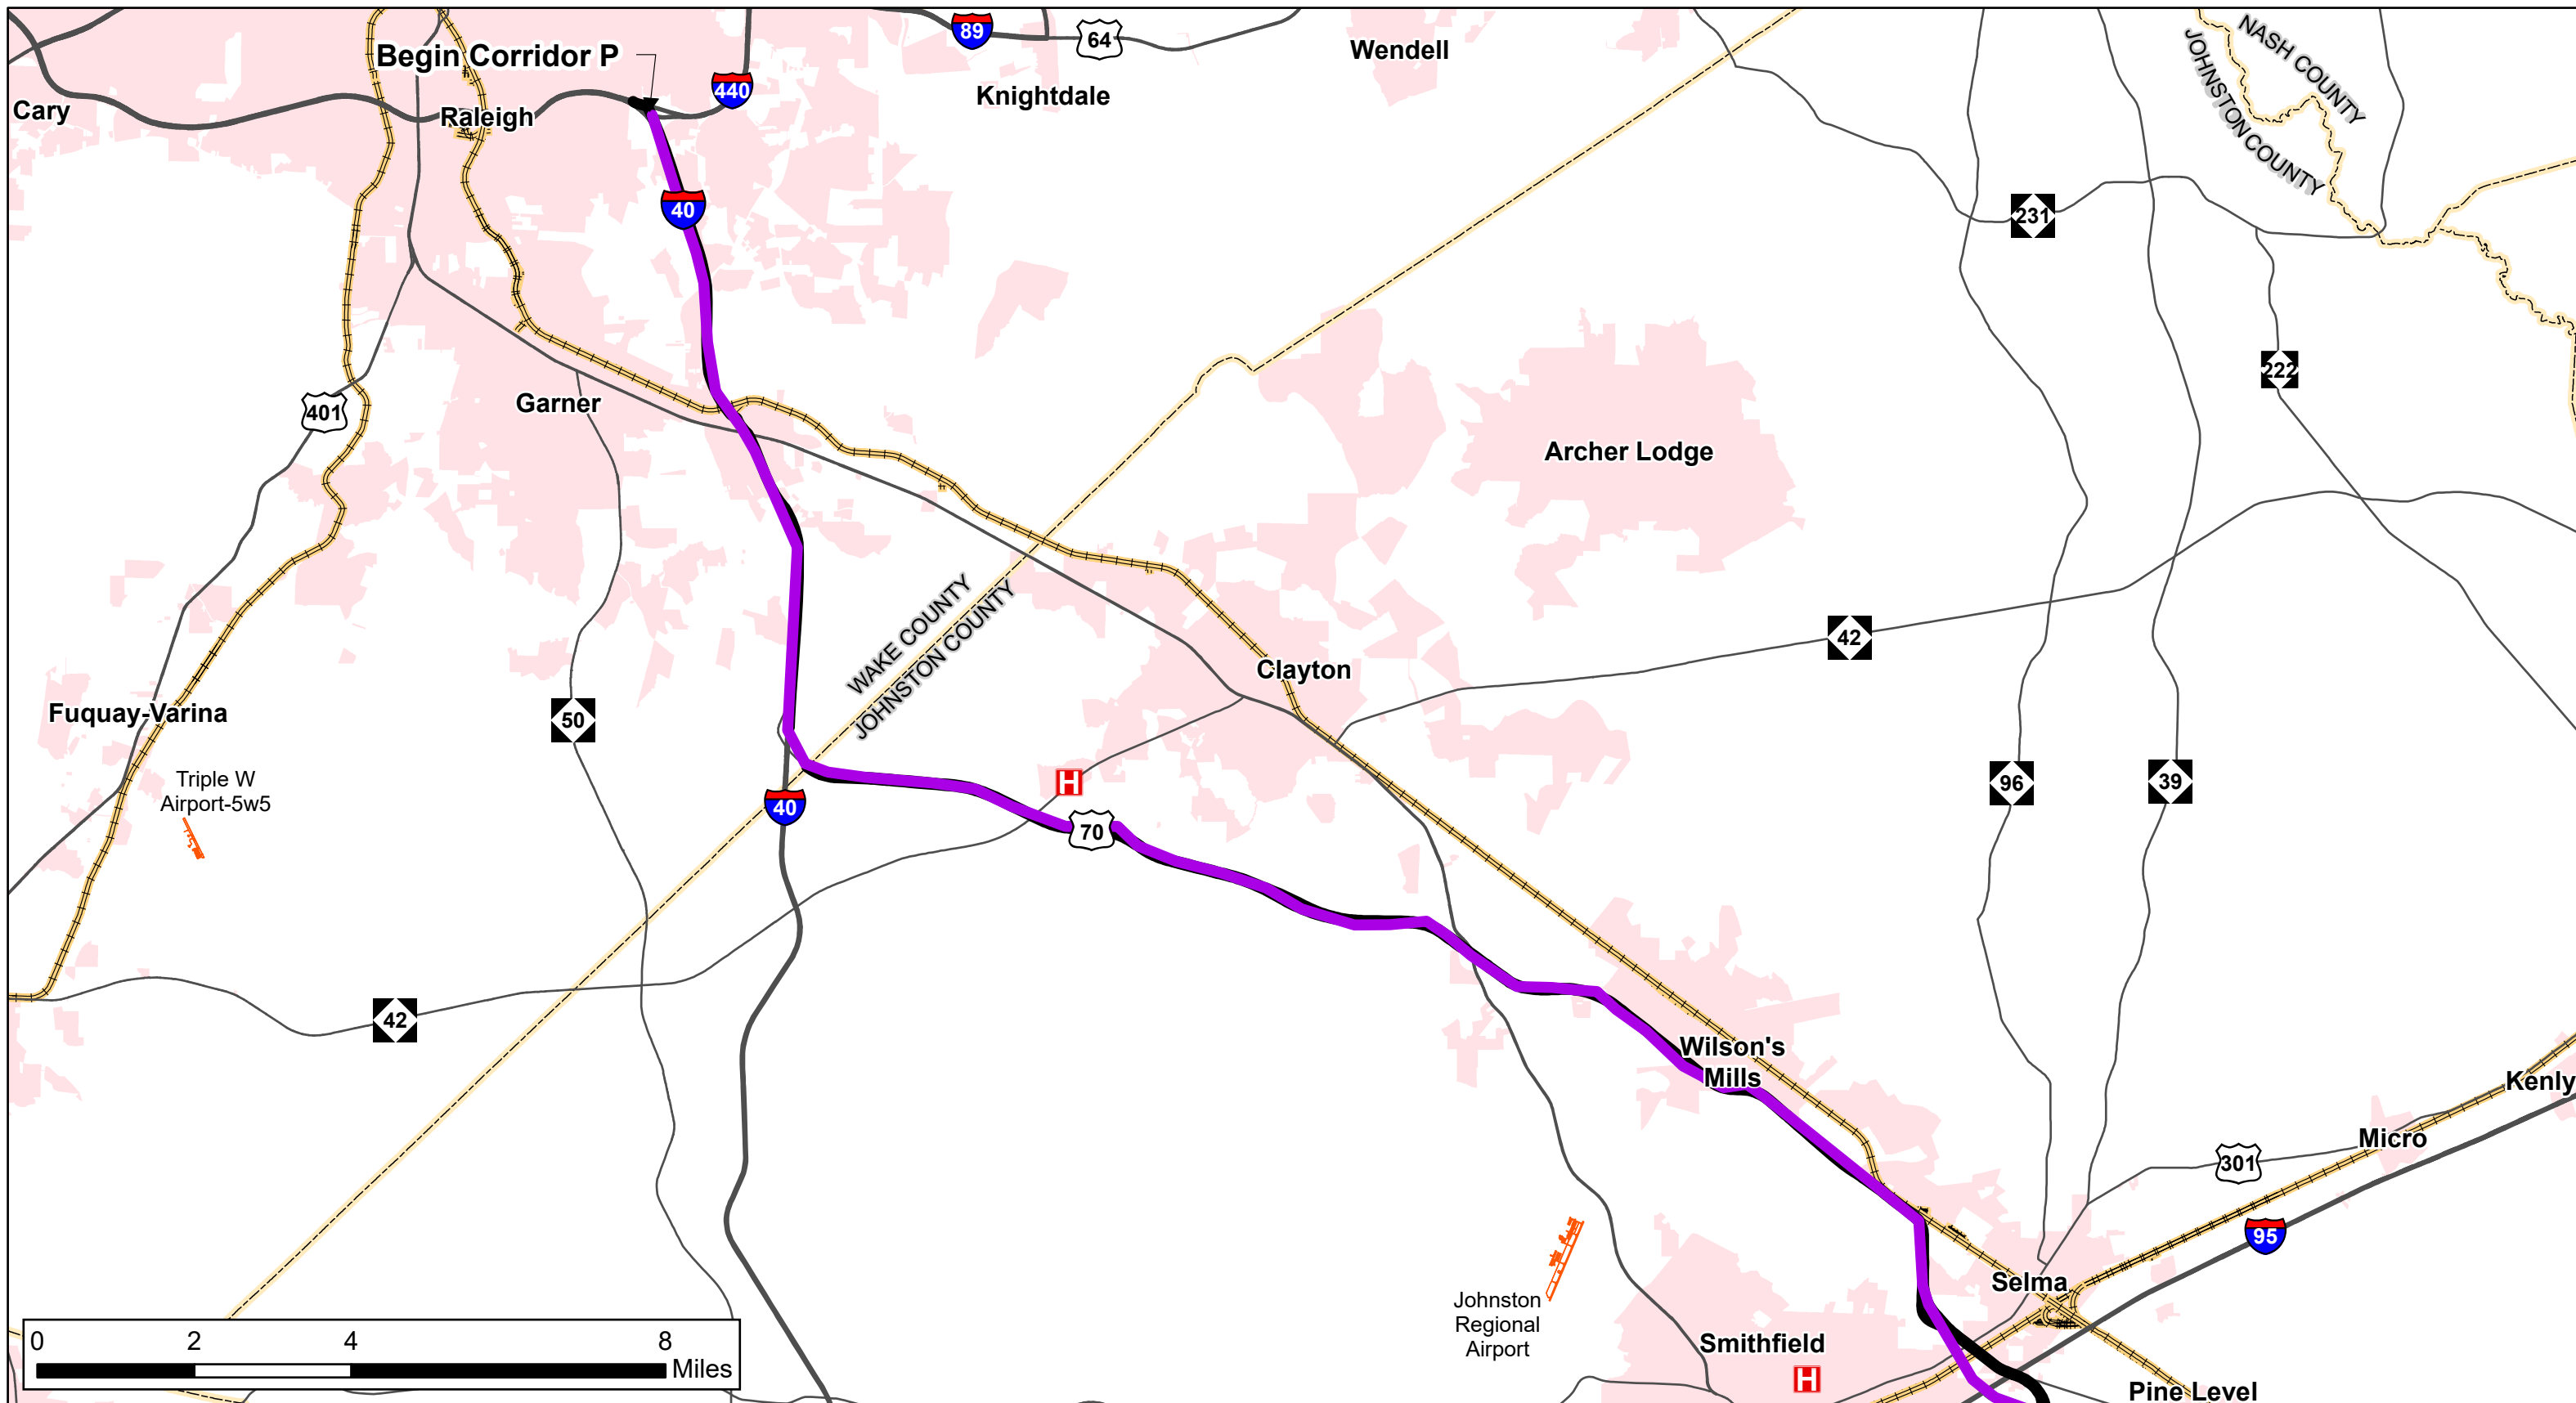 Begin Corridor P
89
64
Wendell
NASH COUNTY
JOHNSTON COUNTY
440
Knightdale
Cary
Raleigh
40
231
222
401
Garner
Archer Lodge
WAKE COUNTY
JOHNSTON COUNTY
42
Clayton
Fuquay-Varina
50
Triple W
Airport-5w5
H
96
39
40
70
42
Wilson's
Mills
Kenly
Micro
301
95
Selma
Johnston
Regional
Airport
Smithfield
H
Pine Level
0 2 4 8
Miles